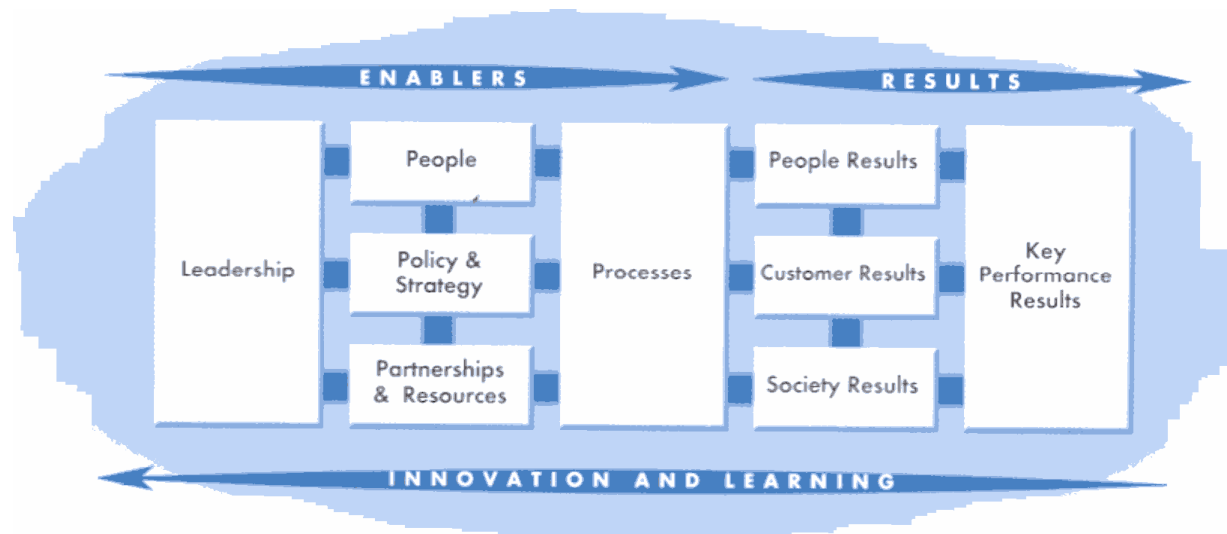 ENABLERS
RESULTS
Leadership
People
Policy &
Strategy
Partnerships
& Resources
Processes
People Results
Customer Results
Society Results
Key
Performance
Results
INNOVATION AND LEARNING